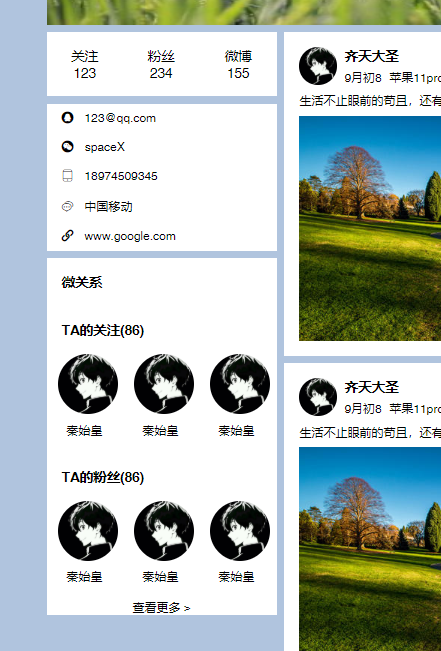 关注 粉丝 微博
123 234 155
123@qq.com
spaceX
18974509345
中国移动
www.google.com
微关系
TA的关注(86)
秦始皇 秦始皇 秦始皇
TA的粉丝(86)
秦始皇 秦始皇 秦始皇
查看更多 >
齐天大圣
9月初8 苹果11pro
生活不止眼前的苟且，还有
齐天大圣
9月初8 苹果11pro
生活不止眼前的苟且，还有